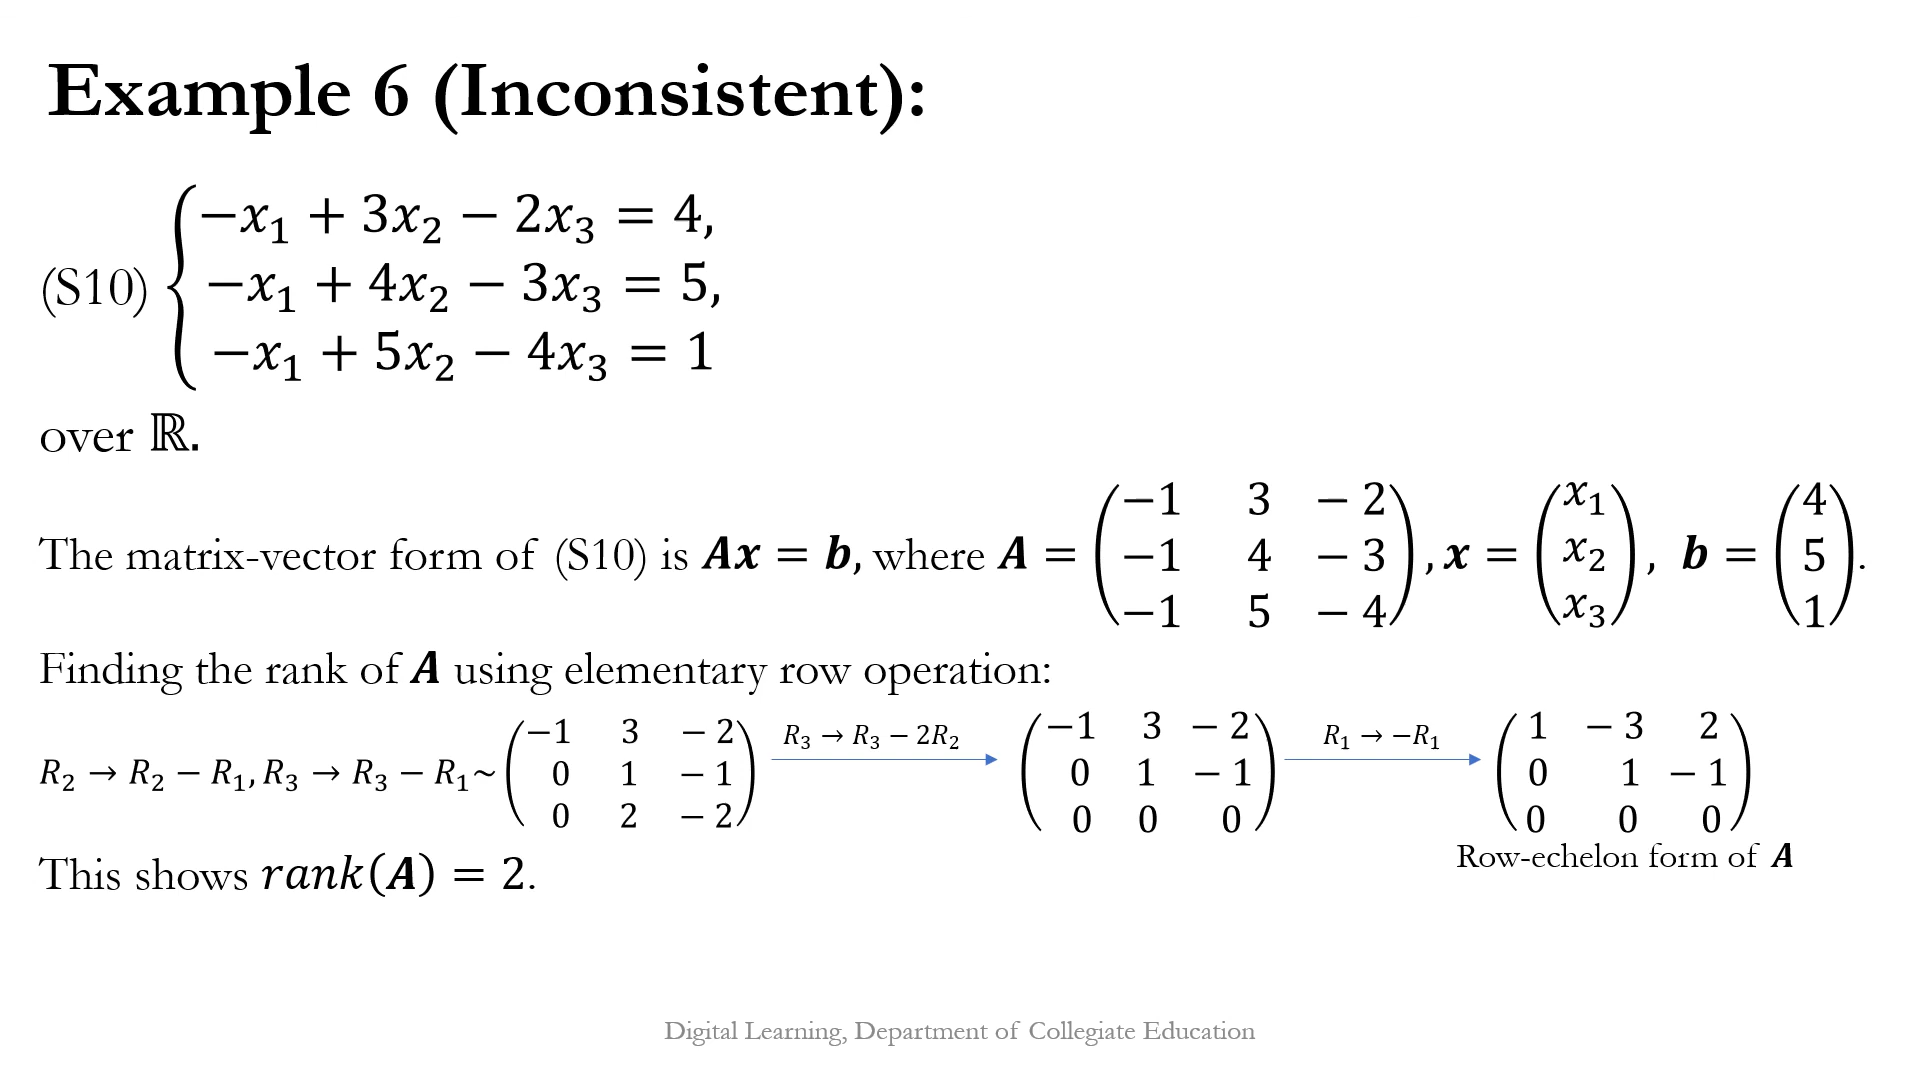 Example 6 (Inconsistent):
−x₁ + 3x₂ − 2x₃ = 4,
(S10) { −x₁ + 4x₂ − 3x₃ = 5,
−x₁ + 5x₂ − 4x₃ = 1
over ℝ.
The matrix-vector form of (S10) is Ax = b, where A = (−1 3 −2; −1 4 −3; −1 5 −4), x = (x₁; x₂; x₃), b = (4; 5; 1).
Finding the rank of A using elementary row operation:
R₂ → R₂ − R₁, R₃ → R₃ − R₁ ~ (−1 3 −2; 0 1 −1; 0 2 −2) R₃ → R₃ − 2R₂ (−1 3 −2; 0 1 −1; 0 0 0) R₁ → −R₁ (1 −3 2; 0 1 −1; 0 0 0)
Row-echelon form of A
This shows rank(A) = 2.
Digital Learning, Department of Collegiate Education